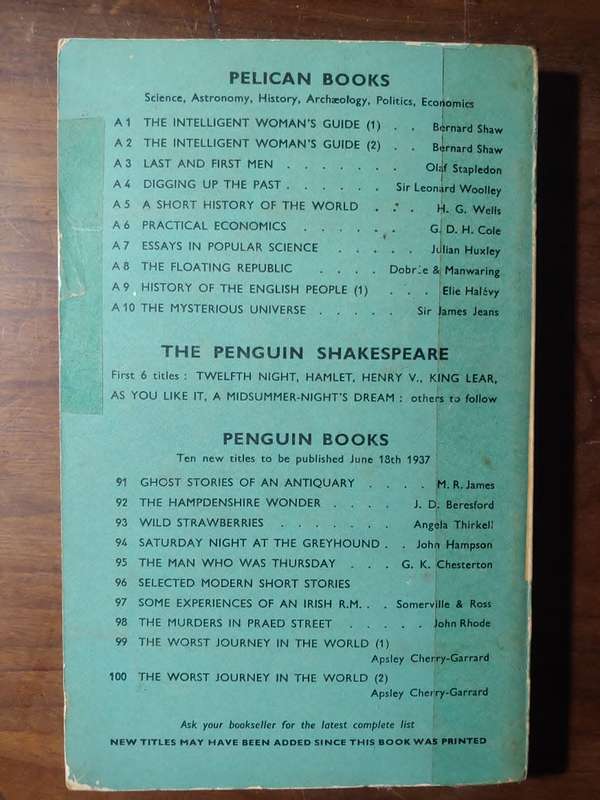 PELICAN BOOKS
Science, Astronomy, History, Archæology, Politics, Economics
A 1 THE INTELLIGENT WOMAN'S GUIDE (1) . . Bernard Shaw
A 2 THE INTELLIGENT WOMAN'S GUIDE (2) . . Bernard Shaw
A 3 LAST AND FIRST MEN . . . . . . . Olaf Stapledon
A 4 DIGGING UP THE PAST . . . . . . Sir Leonard Woolley
A 5 A SHORT HISTORY OF THE WORLD . . . H. G. Wells
A 6 PRACTICAL ECONOMICS . . . . . . G. D. H. Cole
A 7 ESSAYS IN POPULAR SCIENCE . . . . . Julian Huxley
A 8 THE FLOATING REPUBLIC . . . . Dobrée & Manwaring
A 9 HISTORY OF THE ENGLISH PEOPLE (1) . . . Elie Halévy
A 10 THE MYSTERIOUS UNIVERSE . . . . . Sir James Jeans
THE PENGUIN SHAKESPEARE
First 6 titles : TWELFTH NIGHT, HAMLET, HENRY V., KING LEAR,
AS YOU LIKE IT, A MIDSUMMER-NIGHT'S DREAM : others to follow
PENGUIN BOOKS
Ten new titles to be published June 18th 1937
91 GHOST STORIES OF AN ANTIQUARY . . . . M. R. James
92 THE HAMPDENSHIRE WONDER . . . . J. D. Beresford
93 WILD STRAWBERRIES . . . . . . . Angela Thirkell
94 SATURDAY NIGHT AT THE GREYHOUND . . John Hampson
95 THE MAN WHO WAS THURSDAY . . . G. K. Chesterton
96 SELECTED MODERN SHORT STORIES
97 SOME EXPERIENCES OF AN IRISH R.M. . . Somerville & Ross
98 THE MURDERS IN PRAED STREET . . . . . John Rhode
99 THE WORST JOURNEY IN THE WORLD (1)
Apsley Cherry-Garrard
100 THE WORST JOURNEY IN THE WORLD (2)
Apsley Cherry-Garrard
Ask your bookseller for the latest complete list
NEW TITLES MAY HAVE BEEN ADDED SINCE THIS BOOK WAS PRINTED